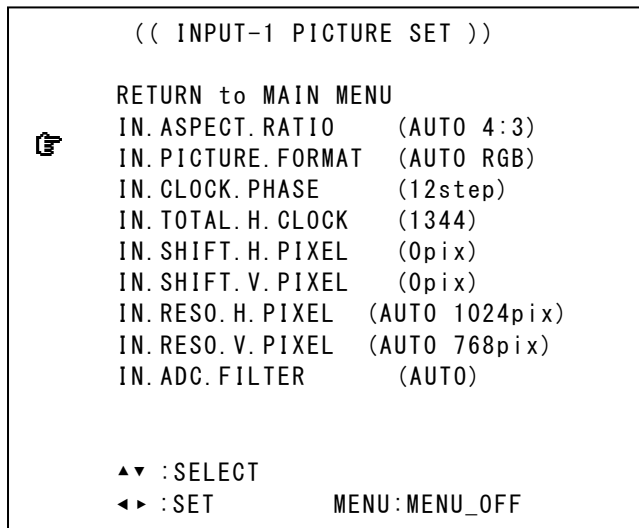 (( INPUT-1 PICTURE SET ))
RETURN to MAIN MENU
IN.ASPECT.RATIO (AUTO 4:3)
IN.PICTURE.FORMAT (AUTO RGB)
IN.CLOCK.PHASE (12step)
IN.TOTAL.H.CLOCK (1344)
IN.SHIFT.H.PIXEL (0pix)
IN.SHIFT.V.PIXEL (0pix)
IN.RESO.H.PIXEL (AUTO 1024pix)
IN.RESO.V.PIXEL (AUTO 768pix)
IN.ADC.FILTER (AUTO)
▲▼ :SELECT
◄► :SET MENU:MENU_OFF